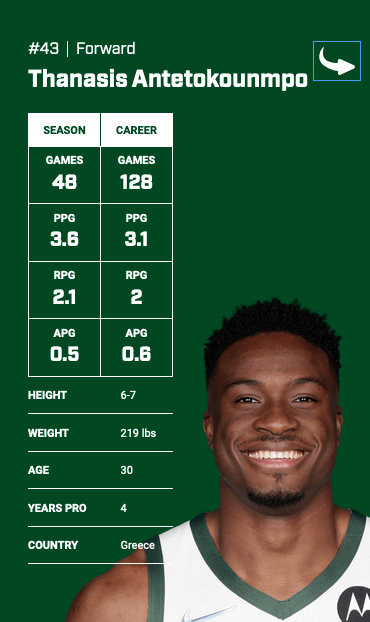 #43 | Forward
Thanasis Antetokounmpo
SEASON CAREER
GAMES GAMES
48 128
PPG PPG
3.6 3.1
RPG RPG
2.1 2
APG APG
0.5 0.6
HEIGHT 6-7
WEIGHT 219 lbs
AGE 30
YEARS PRO 4
COUNTRY Greece